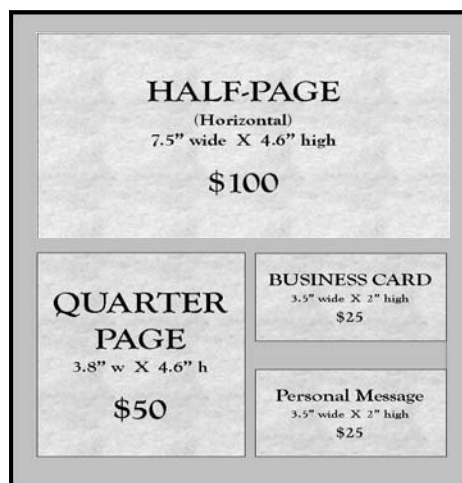 HALF-PAGE
(Horizontal)
7.5” wide X 4.6” high
$100
QUARTER
PAGE
3.8” w X 4.6” h
$50
BUSINESS CARD
3.5” wide X 2” high
$25
Personal Message
3.5” wide X 2” high
$25